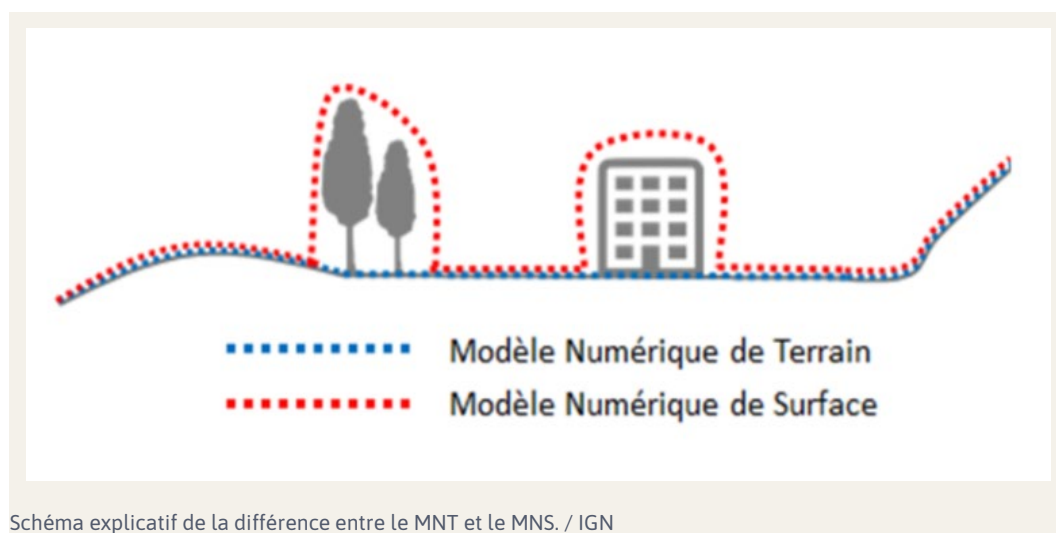 Modèle Numérique de Terrain
Modèle Numérique de Surface
Schéma explicatif de la différence entre le MNT et le MNS. / IGN